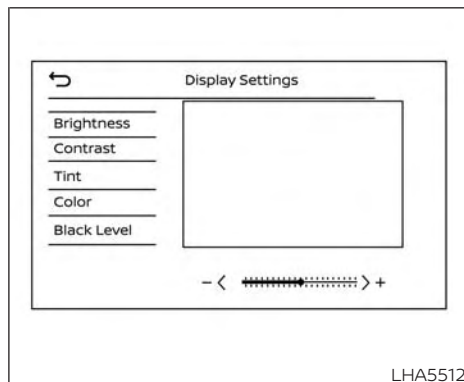 Display Settings
Brightness
Contrast
Tint
Color
Black Level
- < > +
LHA5512